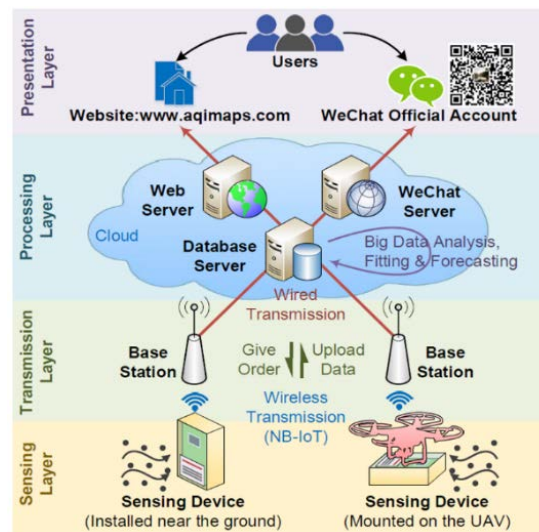 Presentation
Layer
Users
Website:www.aqimaps.com
WeChat Official Account
Processing
Layer
Web
Server
WeChat
Server
Cloud
Database
Server
Big Data Analysis,
Fitting & Forecasting
Wired
Transmission
Transmission
Layer
Base
Station
Give
Order
Upload
Data
Base
Station
Wireless
Transmission
(NB-IoT)
Sensing
Layer
Sensing Device
(Installed near the ground)
Sensing Device
(Mounted on the UAV)